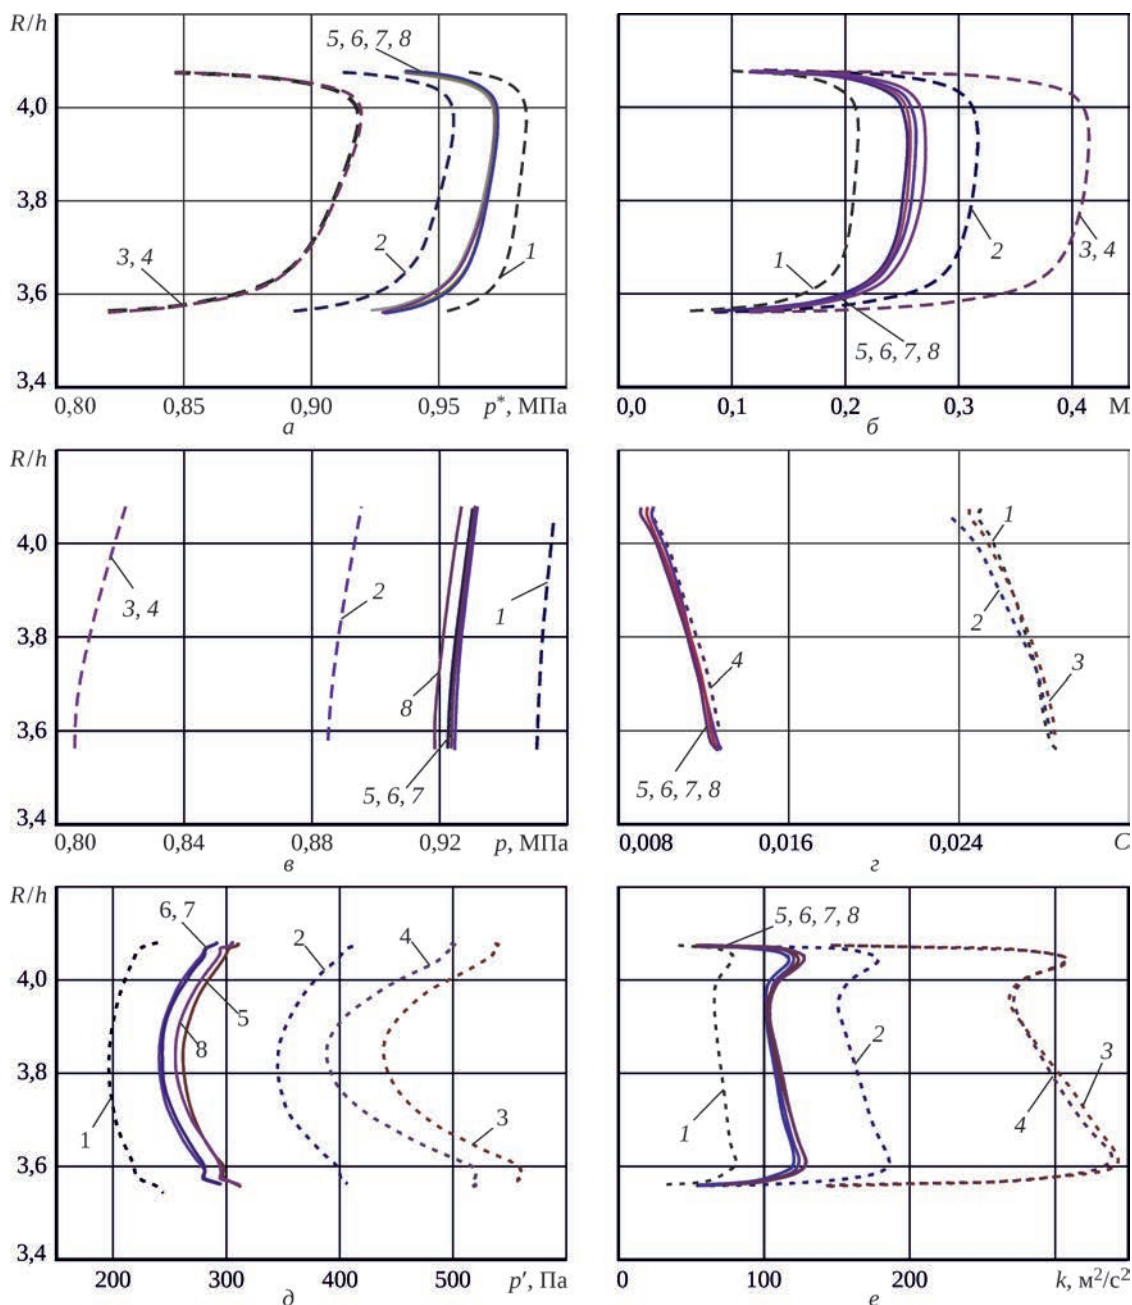 R/h
4,0
3,8
3,6
3,4
5, 6, 7, 8
3, 4
2
1
0,80 0,85 0,90 0,95 p*, МПа
а
1
2
3, 4
5, 6, 7, 8
0,0 0,1 0,2 0,3 0,4 М
б
R/h
4,0
3,8
3,6
3,4
3, 4
2
1
8
5, 6, 7
0,80 0,84 0,88 0,92 p, МПа
в
1
2
4
3
5, 6, 7, 8
0,008 0,016 0,024 C
г
R/h
4,0
3,8
3,6
3,4
6, 7
2
4
5
8
1
3
200 300 400 500 p′, Па
д
5, 6, 7, 8
2
3
1
4
0 100 200 k, м²/с²
е